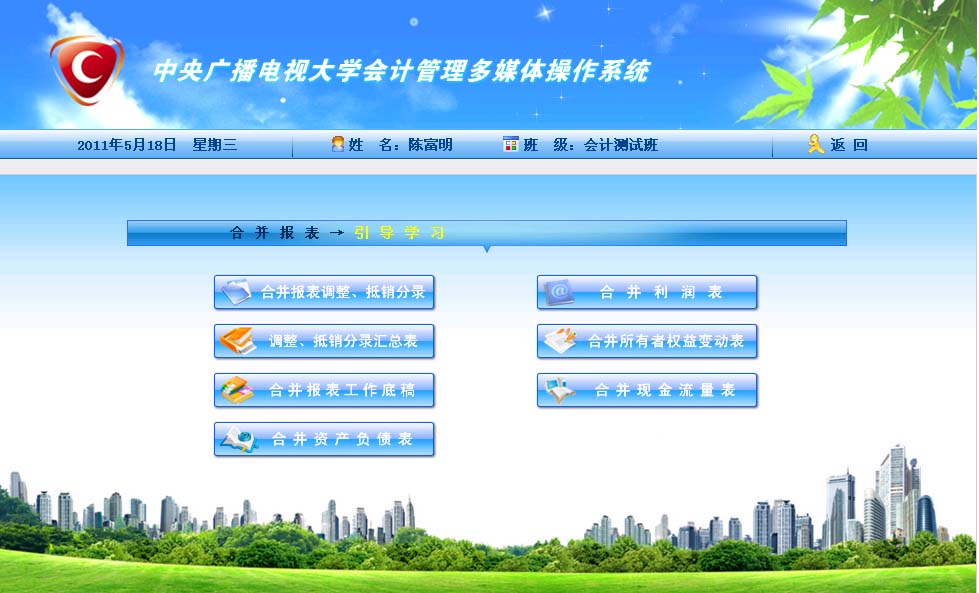 中央广播电视大学会计管理多媒体操作系统
2011年5月18日 星期三 姓 名：陈富明 班 级：会计测试班 返 回
合 并 报 表 → 引 导 学 习
合并报表调整、抵销分录
合 并 利 润 表
调整、抵销分录汇总表
合并所有者权益变动表
合并报表工作底稿
合并现金流量表
合并资产负债表